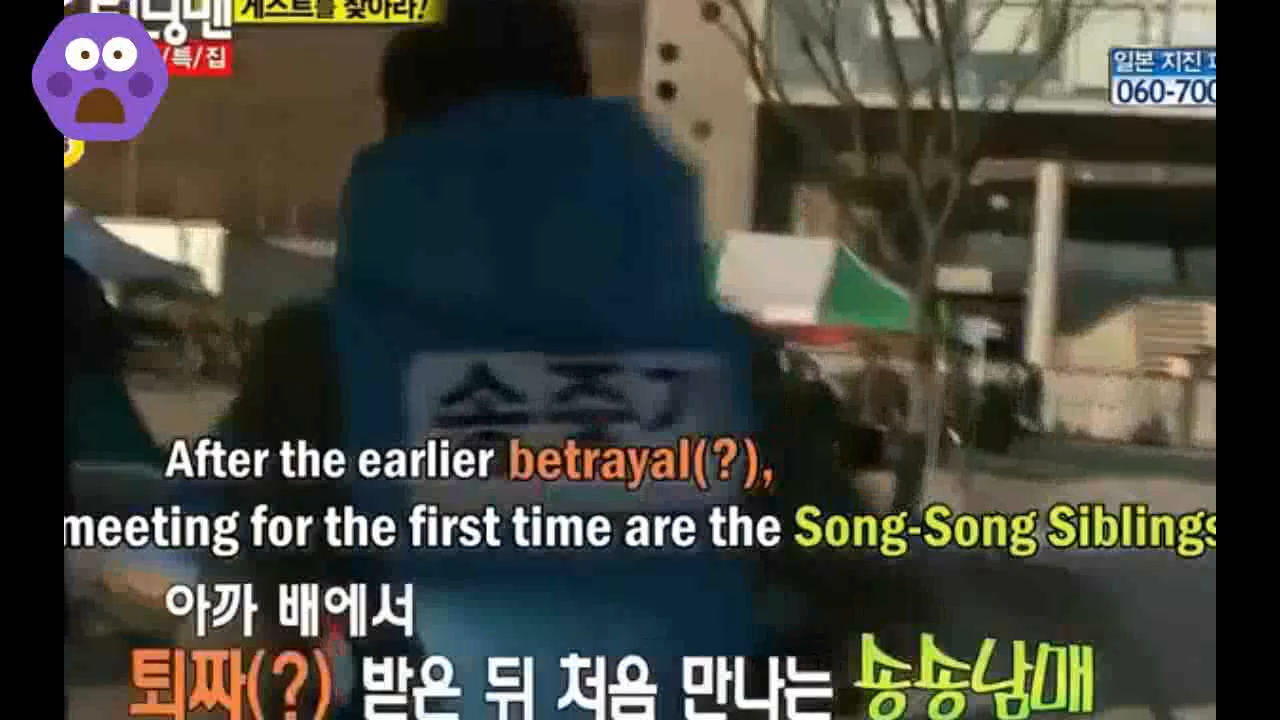 게스트를 찾아라!
/특/집
일본 지진 피
060-700
송중기
After the earlier betrayal(?),
meeting for the first time are the Song-Song Siblings
아까 배에서
퇴짜(?) 받은 뒤 처음 만나는 송송남매